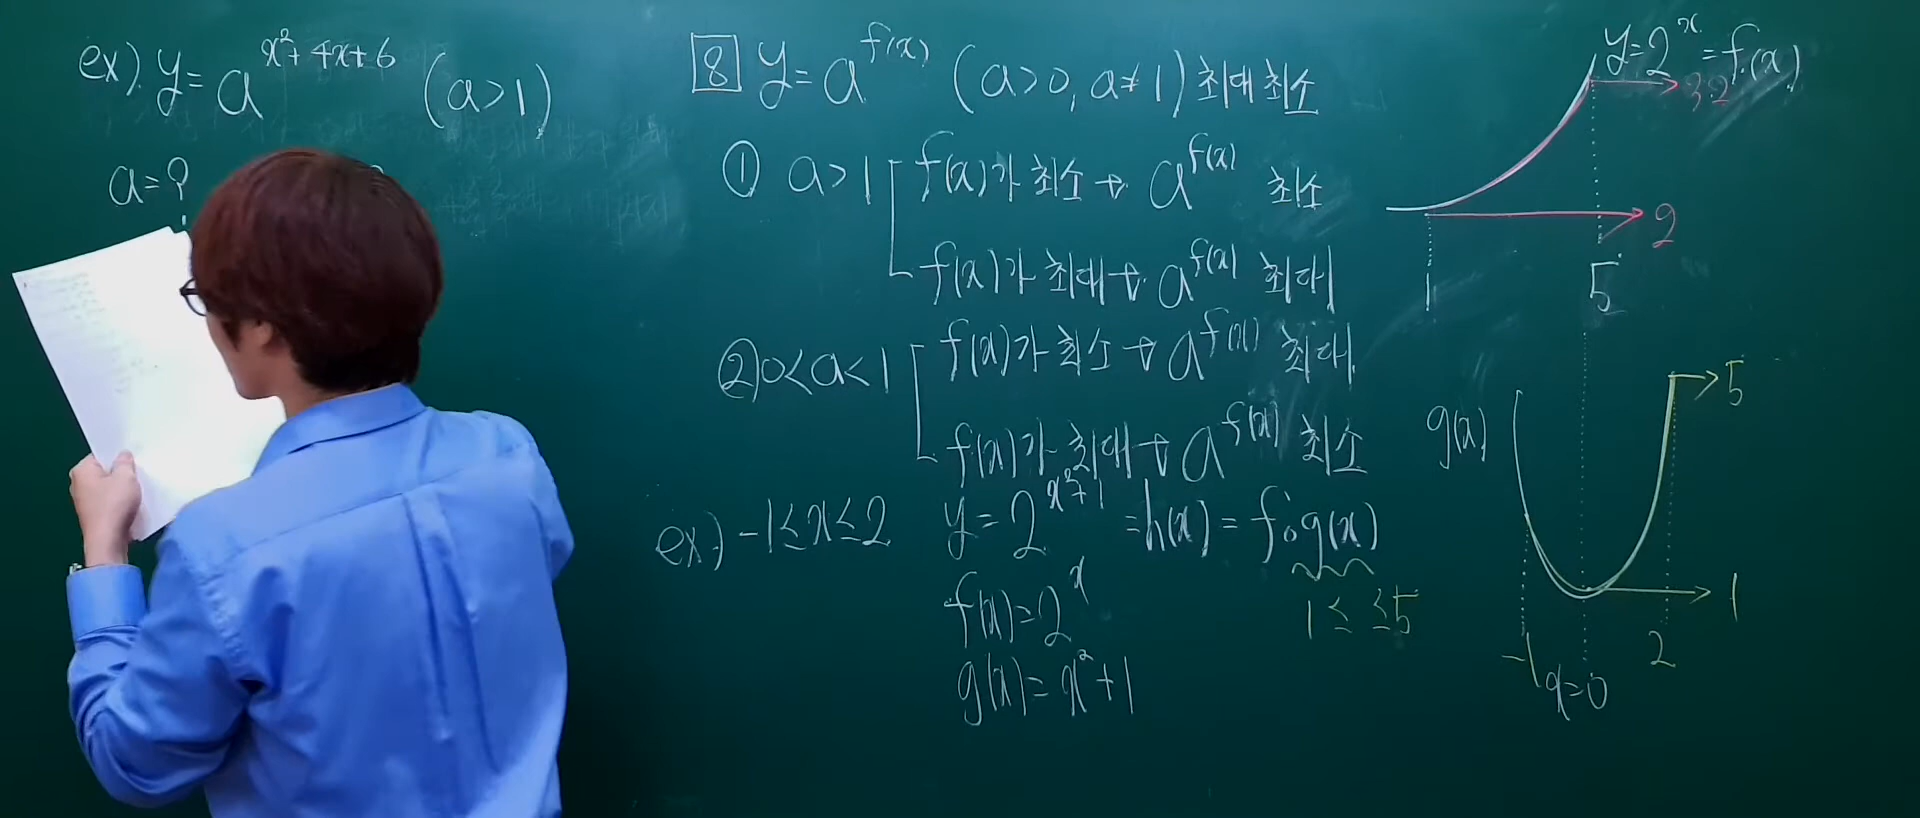 ex) y = a^{x²+4x+6} (a>1)
a=?
8 y = a^{f(x)} (a>0, a≠1) 최대 최소
① a>1 f(x)가 최소 → a^{f(x)} 최소
f(x)가 최대 → a^{f(x)} 최대
② 0<a<1 f(x)가 최소 → a^{f(x)} 최대
f(x)가 최대 → a^{f(x)} 최소
ex) -1≤x≤2 y=2^{x²+1} = h(x) = f∘g(x)
1≤ ≤5
f(x)=2^x
g(x)=x²+1
y=2^x=f(x)
32
2
1 5
g(x)
5
1
-1 x=0 2